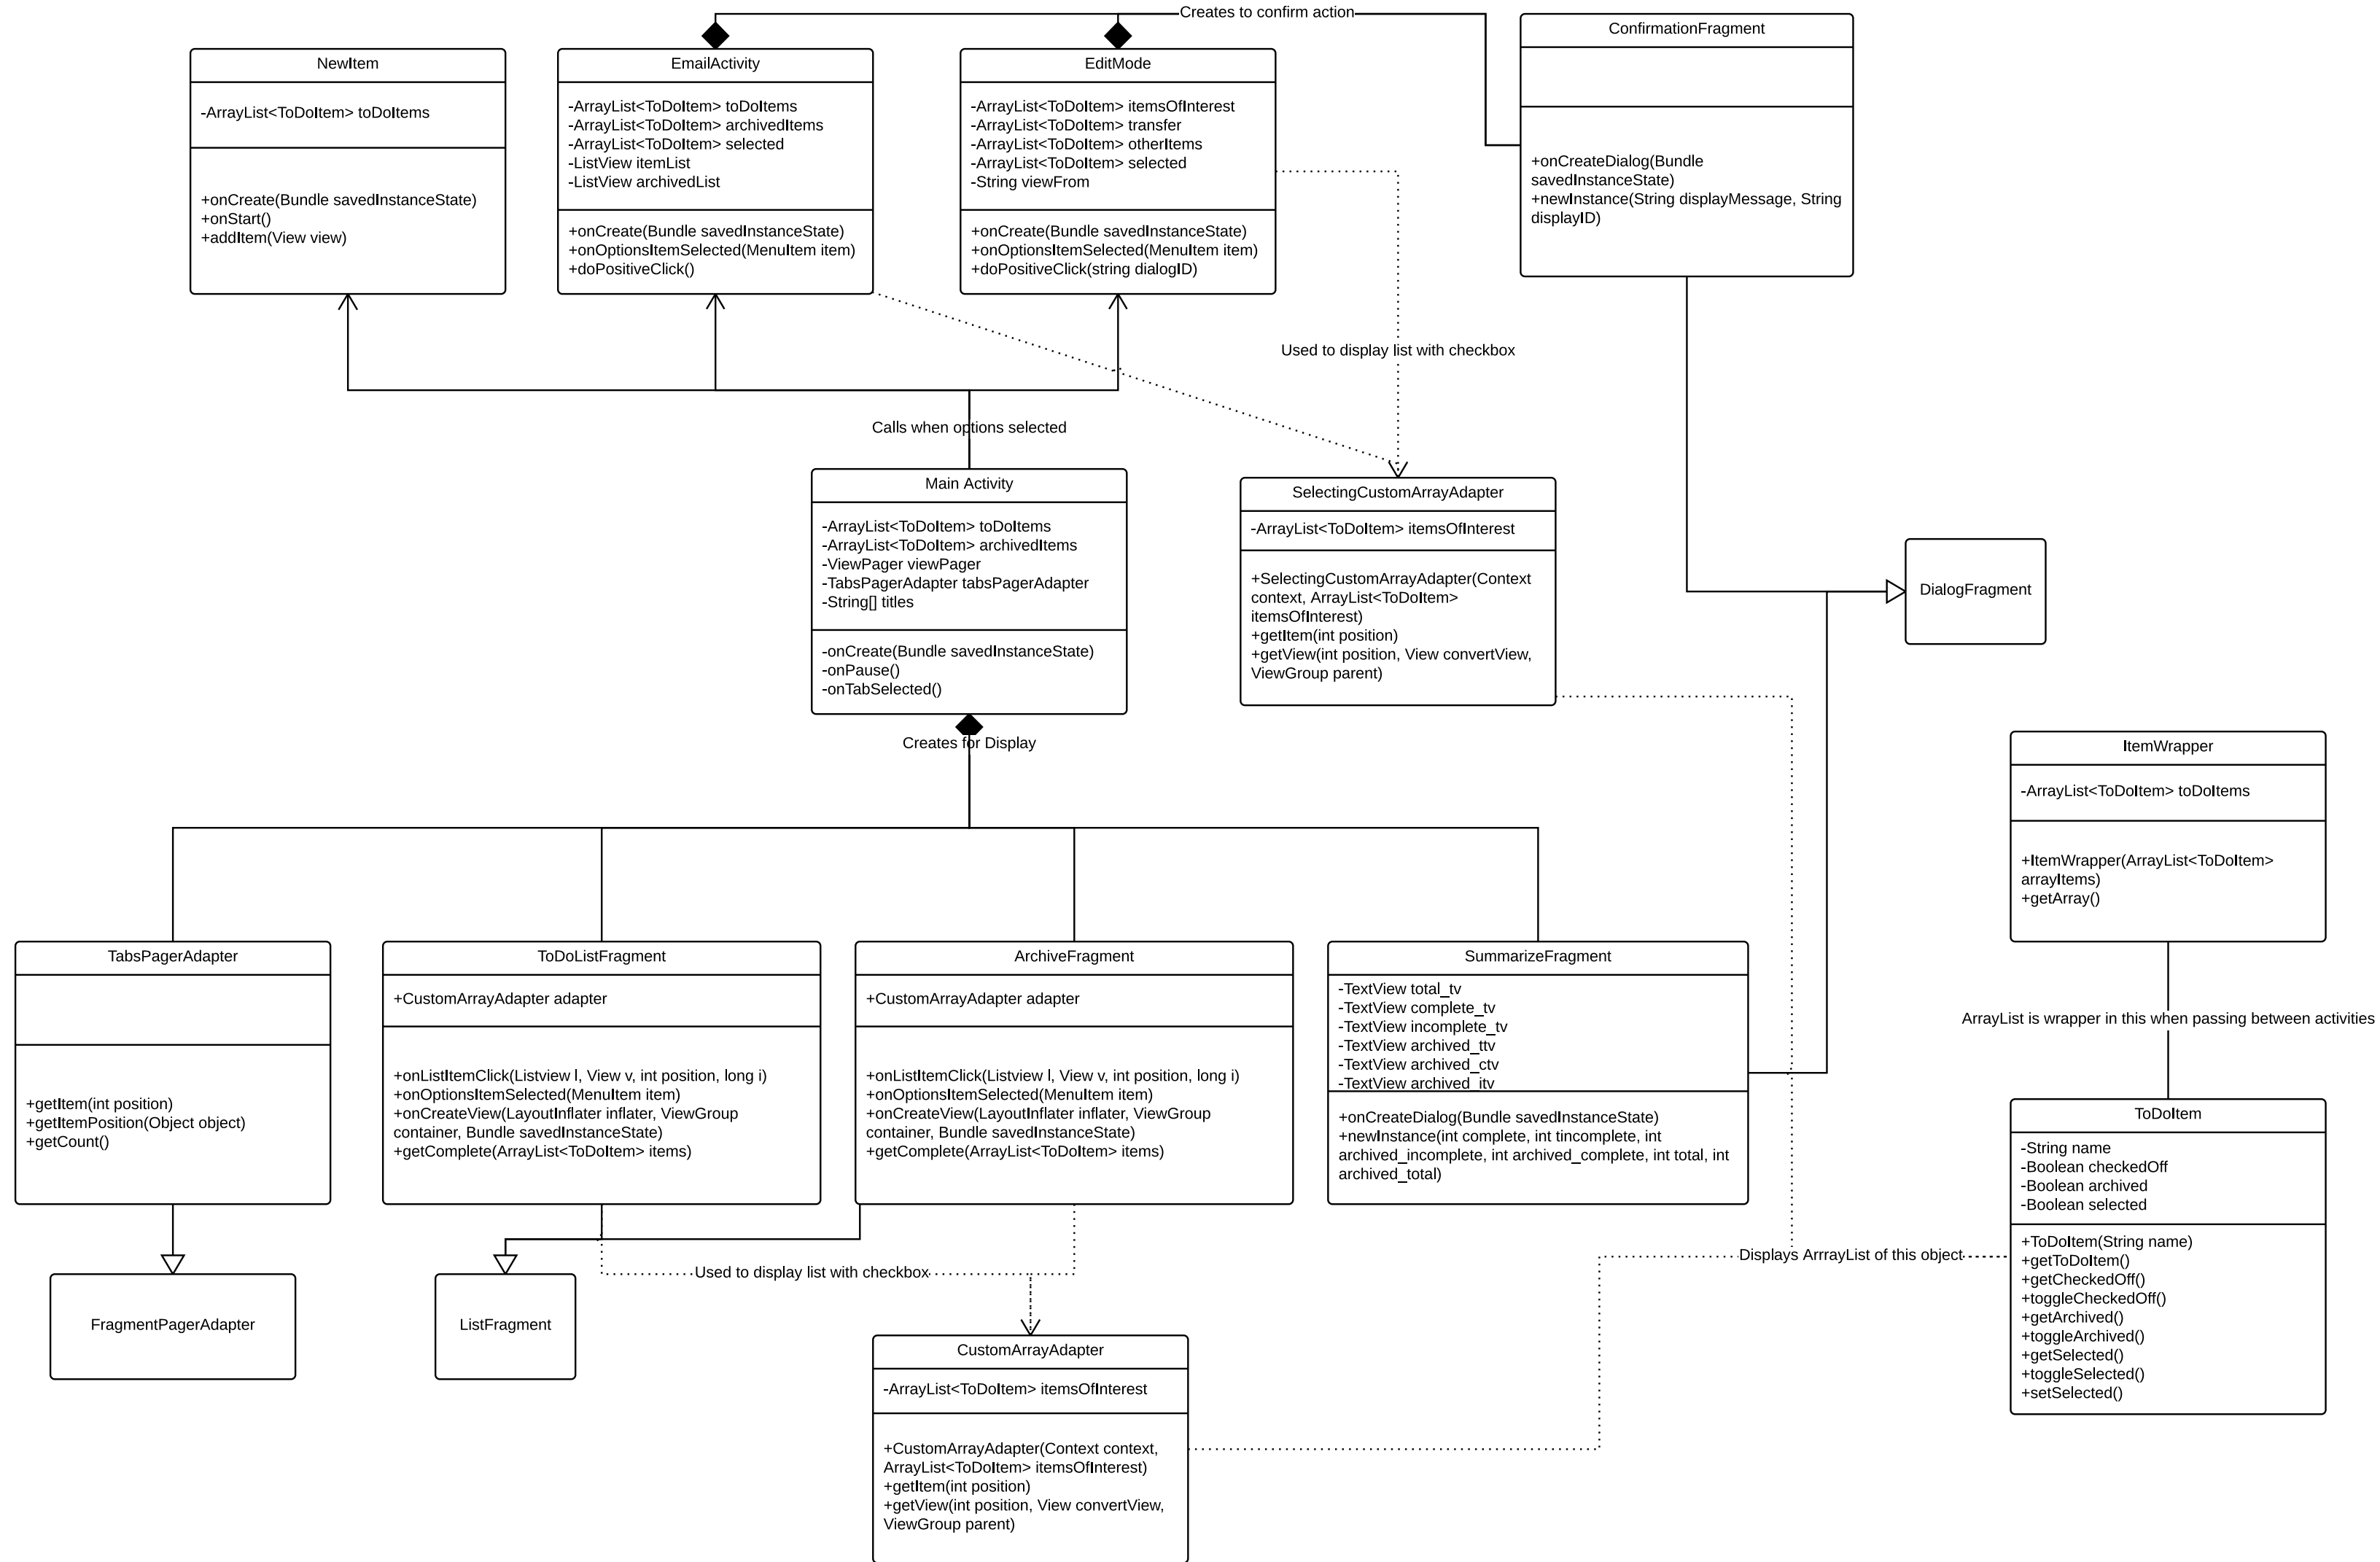 Creates to confirm action
NewItem
-ArrayList<ToDoItem> toDoItems
+onCreate(Bundle savedInstanceState)
+onStart()
+addItem(View view)
EmailActivity
-ArrayList<ToDoItem> toDoItems
-ArrayList<ToDoItem> archivedItems
-ArrayList<ToDoItem> selected
-ListView itemList
-ListView archivedList
+onCreate(Bundle savedInstanceState)
+onOptionsItemSelected(MenuItem item)
+doPositiveClick()
EditMode
-ArrayList<ToDoItem> itemsOfInterest
-ArrayList<ToDoItem> transfer
-ArrayList<ToDoItem> otherItems
-ArrayList<ToDoItem> selected
-String viewFrom
+onCreate(Bundle savedInstanceState)
+onOptionsItemSelected(MenuItem item)
+doPositiveClick(string dialogID)
ConfirmationFragment
+onCreateDialog(Bundle
savedInstanceState)
+newInstance(String displayMessage, String
displayID)
Used to display list with checkbox
Calls when options selected
Main Activity
-ArrayList<ToDoItem> toDoItems
-ArrayList<ToDoItem> archivedItems
-ViewPager viewPager
-TabsPagerAdapter tabsPagerAdapter
-String[] titles
-onCreate(Bundle savedInstanceState)
-onPause()
-onTabSelected()
SelectingCustomArrayAdapter
-ArrayList<ToDoItem> itemsOfInterest
+SelectingCustomArrayAdapter(Context
context, ArrayList<ToDoItem>
itemsOfInterest)
+getItem(int position)
+getView(int position, View convertView,
ViewGroup parent)
DialogFragment
Creates for Display
ItemWrapper
-ArrayList<ToDoItem> toDoItems
+ItemWrapper(ArrayList<ToDoItem>
arrayItems)
+getArray()
TabsPagerAdapter
+getItem(int position)
+getItemPosition(Object object)
+getCount()
ToDoListFragment
+CustomArrayAdapter adapter
+onListItemClick(Listview l, View v, int position, long i)
+onOptionsItemSelected(MenuItem item)
+onCreateView(LayoutInflater inflater, ViewGroup
container, Bundle savedInstanceState)
+getComplete(ArrayList<ToDoItem> items)
ArchiveFragment
+CustomArrayAdapter adapter
+onListItemClick(Listview l, View v, int position, long i)
+onOptionsItemSelected(MenuItem item)
+onCreateView(LayoutInflater inflater, ViewGroup
container, Bundle savedInstanceState)
+getComplete(ArrayList<ToDoItem> items)
SummarizeFragment
-TextView total_tv
-TextView complete_tv
-TextView incomplete_tv
-TextView archived_ttv
-TextView archived_ctv
-TextView archived_itv
+onCreateDialog(Bundle savedInstanceState)
+newInstance(int complete, int tincomplete, int
archived_incomplete, int archived_complete, int total, int
archived_total)
ArrayList is wrapper in this when passing between activities
ToDoItem
-String name
-Boolean checkedOff
-Boolean archived
-Boolean selected
+ToDoItem(String name)
+getToDoItem()
+getCheckedOff()
+toggleCheckedOff()
+getArchived()
+toggleArchived()
+getSelected()
+toggleSelected()
+setSelected()
Displays ArrrayList of this object
Used to display list with checkbox
FragmentPagerAdapter
ListFragment
CustomArrayAdapter
-ArrayList<ToDoItem> itemsOfInterest
+CustomArrayAdapter(Context context,
ArrayList<ToDoItem> itemsOfInterest)
+getItem(int position)
+getView(int position, View convertView,
ViewGroup parent)